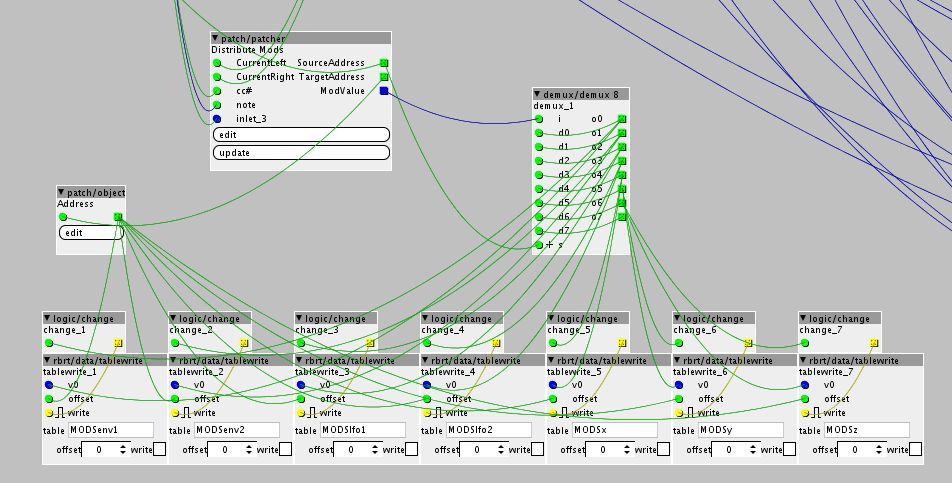 patch/patcher
Distribute Mods
CurrentLeft SourceAddress
CurrentRight TargetAddress
cc# ModValue
note
inlet_3
edit
update
demux/demux 8
demux_1
i o0
d0 o1
d1 o2
d2 o3
d3 o4
d4 o5
d5 o6
d6 o7
d7
s
patch/object
Address
edit
logic/change logic/change logic/change logic/change logic/change logic/change logic/change
change_1 change_2 change_3 change_4 change_5 change_6 change_7
rbrt/data/tablewrite rbrt/data/tablewrite rbrt/data/tablewrite rbrt/data/tablewrite rbrt/data/tablewrite rbrt/data/tablewrite rbrt/data/tablewrite
tablewrite_1 tablewrite_2 tablewrite_3 tablewrite_4 tablewrite_5 tablewrite_6 tablewrite_7
v0 v0 v0 v0 v0 v0 v0
offset offset offset offset offset offset offset
write write write write write write write
table MODSenv1 table MODSenv2 table MODSlfo1 table MODSlfo2 table MODSx table MODSy table MODSz
offset 0 write offset 0 write offset 0 write offset 0 write offset 0 write offset 0 write offset 0 write